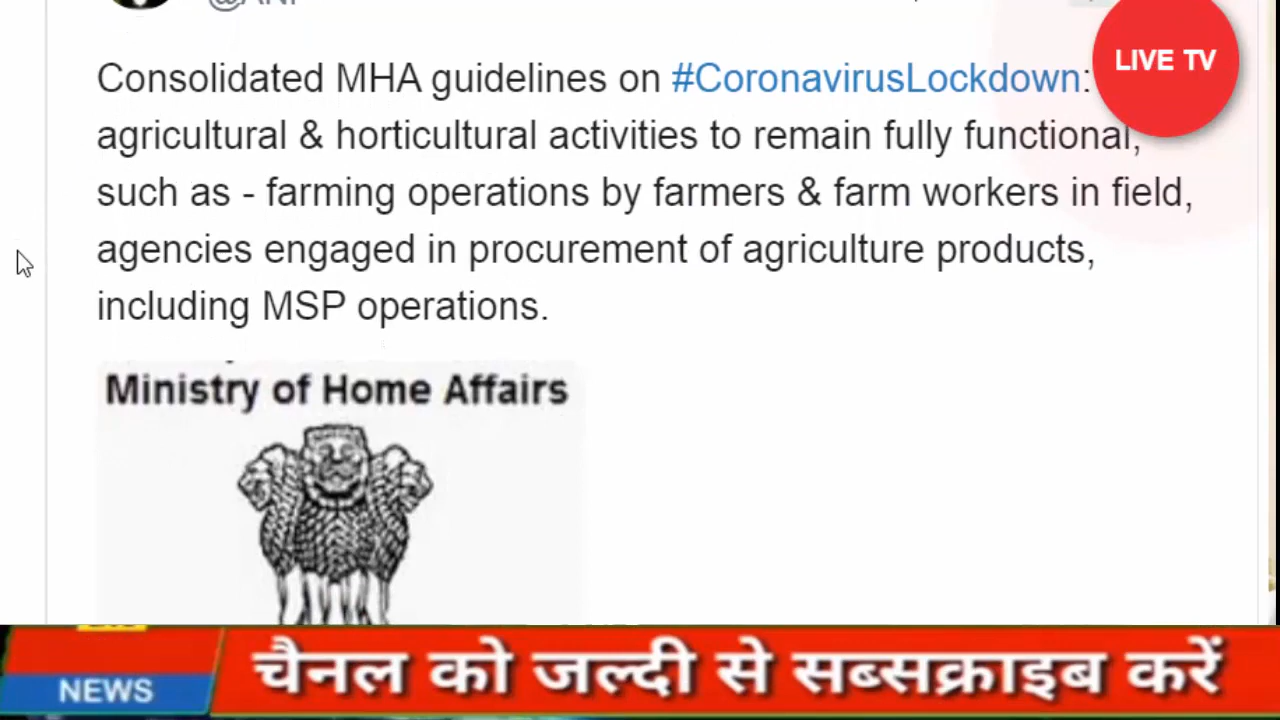 @ANI
LIVE TV
Consolidated MHA guidelines on #CoronavirusLockdown:
agricultural & horticultural activities to remain fully functional,
such as - farming operations by farmers & farm workers in field,
agencies engaged in procurement of agriculture products,
including MSP operations.
Ministry of Home Affairs
NEWS
चैनल को जल्दी से सब्सक्राइब करें